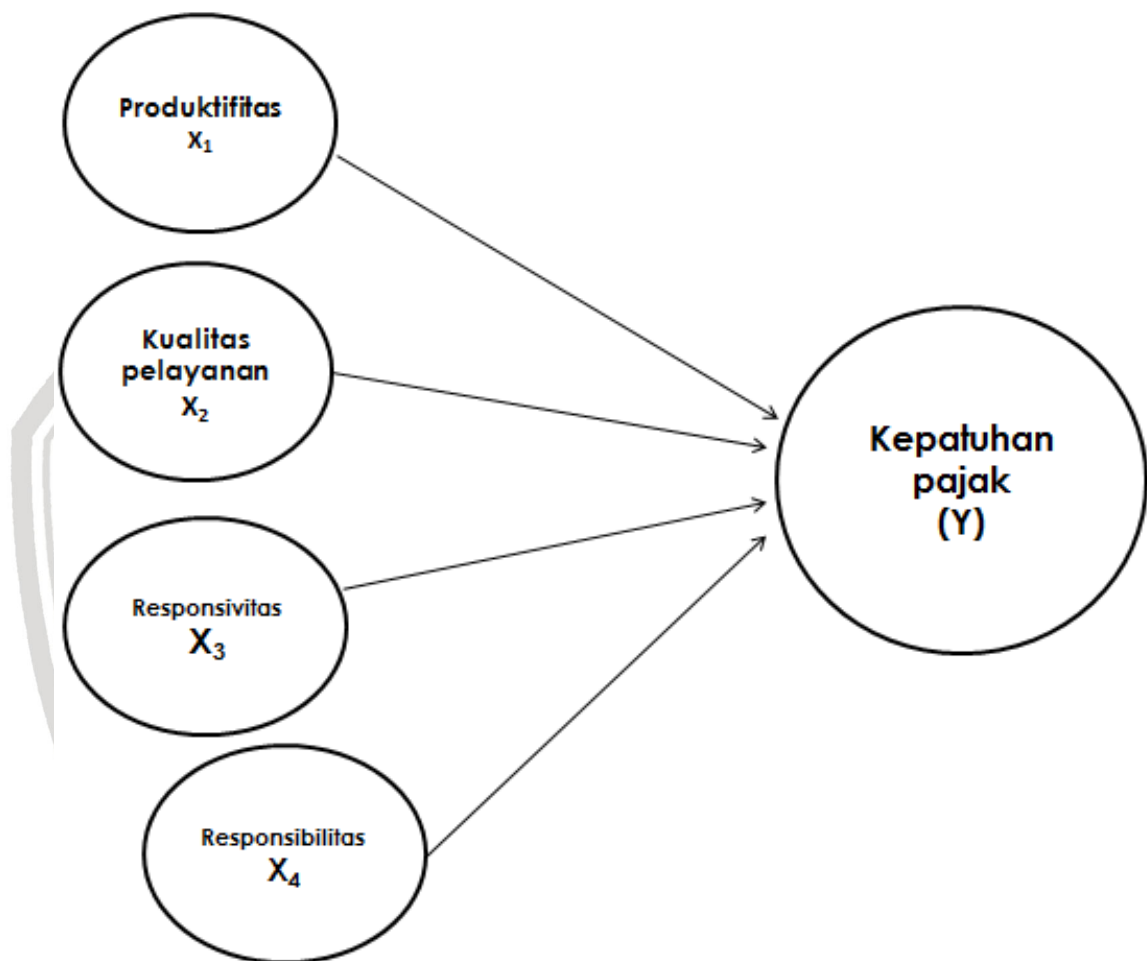 Produktifitas
X₁
Kualitas
pelayanan
X₂
Responsivitas
X₃
Responsibilitas
X₄
Kepatuhan
pajak
(Y)